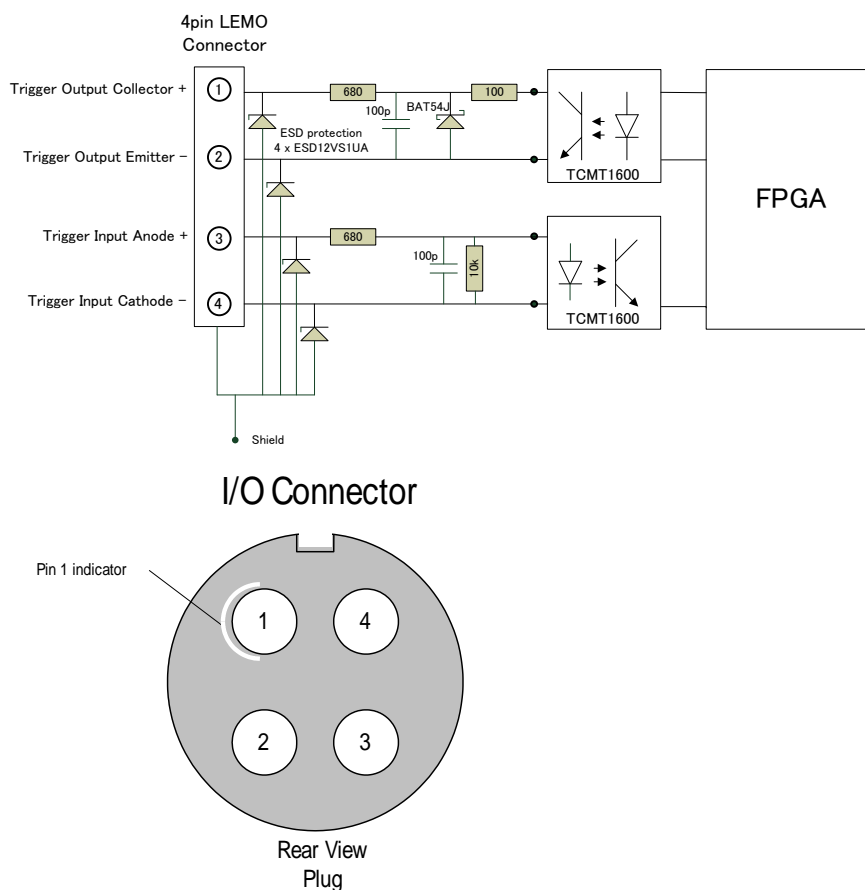 4pin LEMO
Connector
Trigger Output Collector +
1
680
100p
BAT54J
100
ESD protection
4 x ESD12VS1UA
Trigger Output Emitter -
2
TCMT1600
FPGA
Trigger Input Anode +
3
680
100p
10k
Trigger Input Cathode -
4
TCMT1600
Shield
I/O Connector
Pin 1 indicator
1
4
2
3
Rear View
Plug